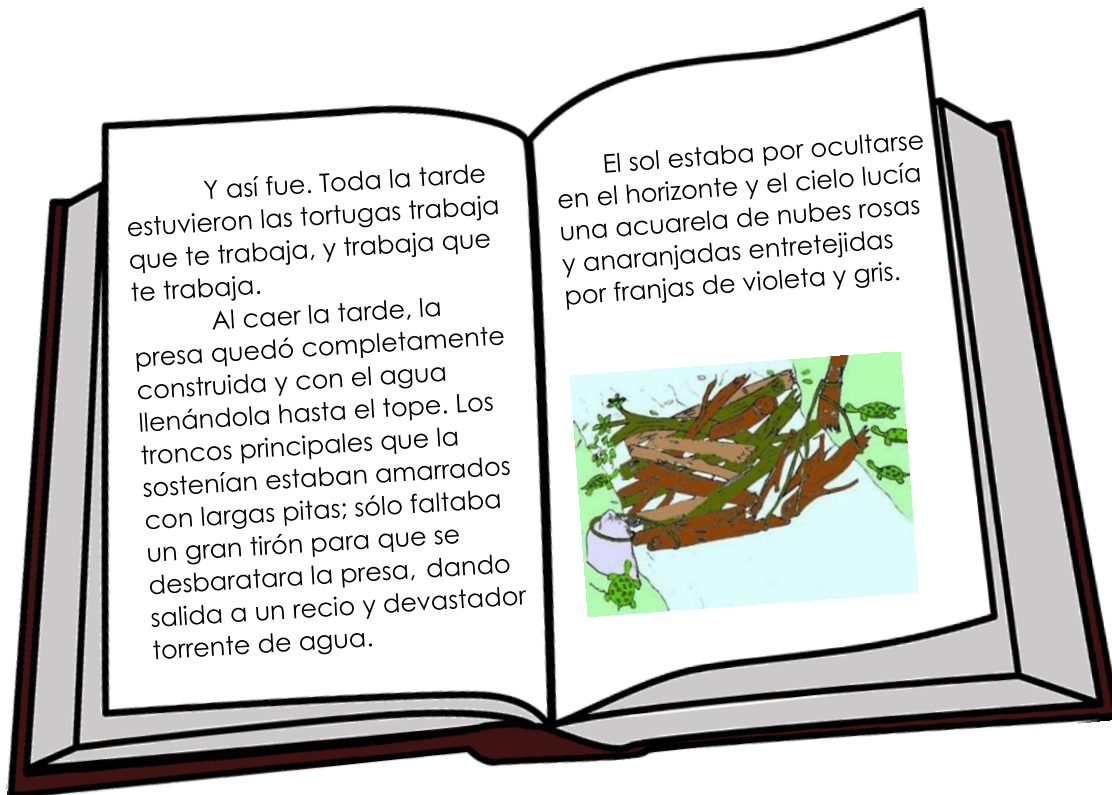 Y así fue. Toda la tarde
estuvieron las tortugas trabaja
que te trabaja, y trabaja que
te trabaja.
Al caer la tarde, la
presa quedó completamente
construida y con el agua
llenándola hasta el tope. Los
troncos principales que la
sostenían estaban amarrados
con largas pitas; sólo faltaba
un gran tirón para que se
desbaratara la presa, dando
salida a un recio y devastador
torrente de agua.
El sol estaba por ocultarse
en el horizonte y el cielo lucía
una acuarela de nubes rosas
y anaranjadas entretejidas
por franjas de violeta y gris.